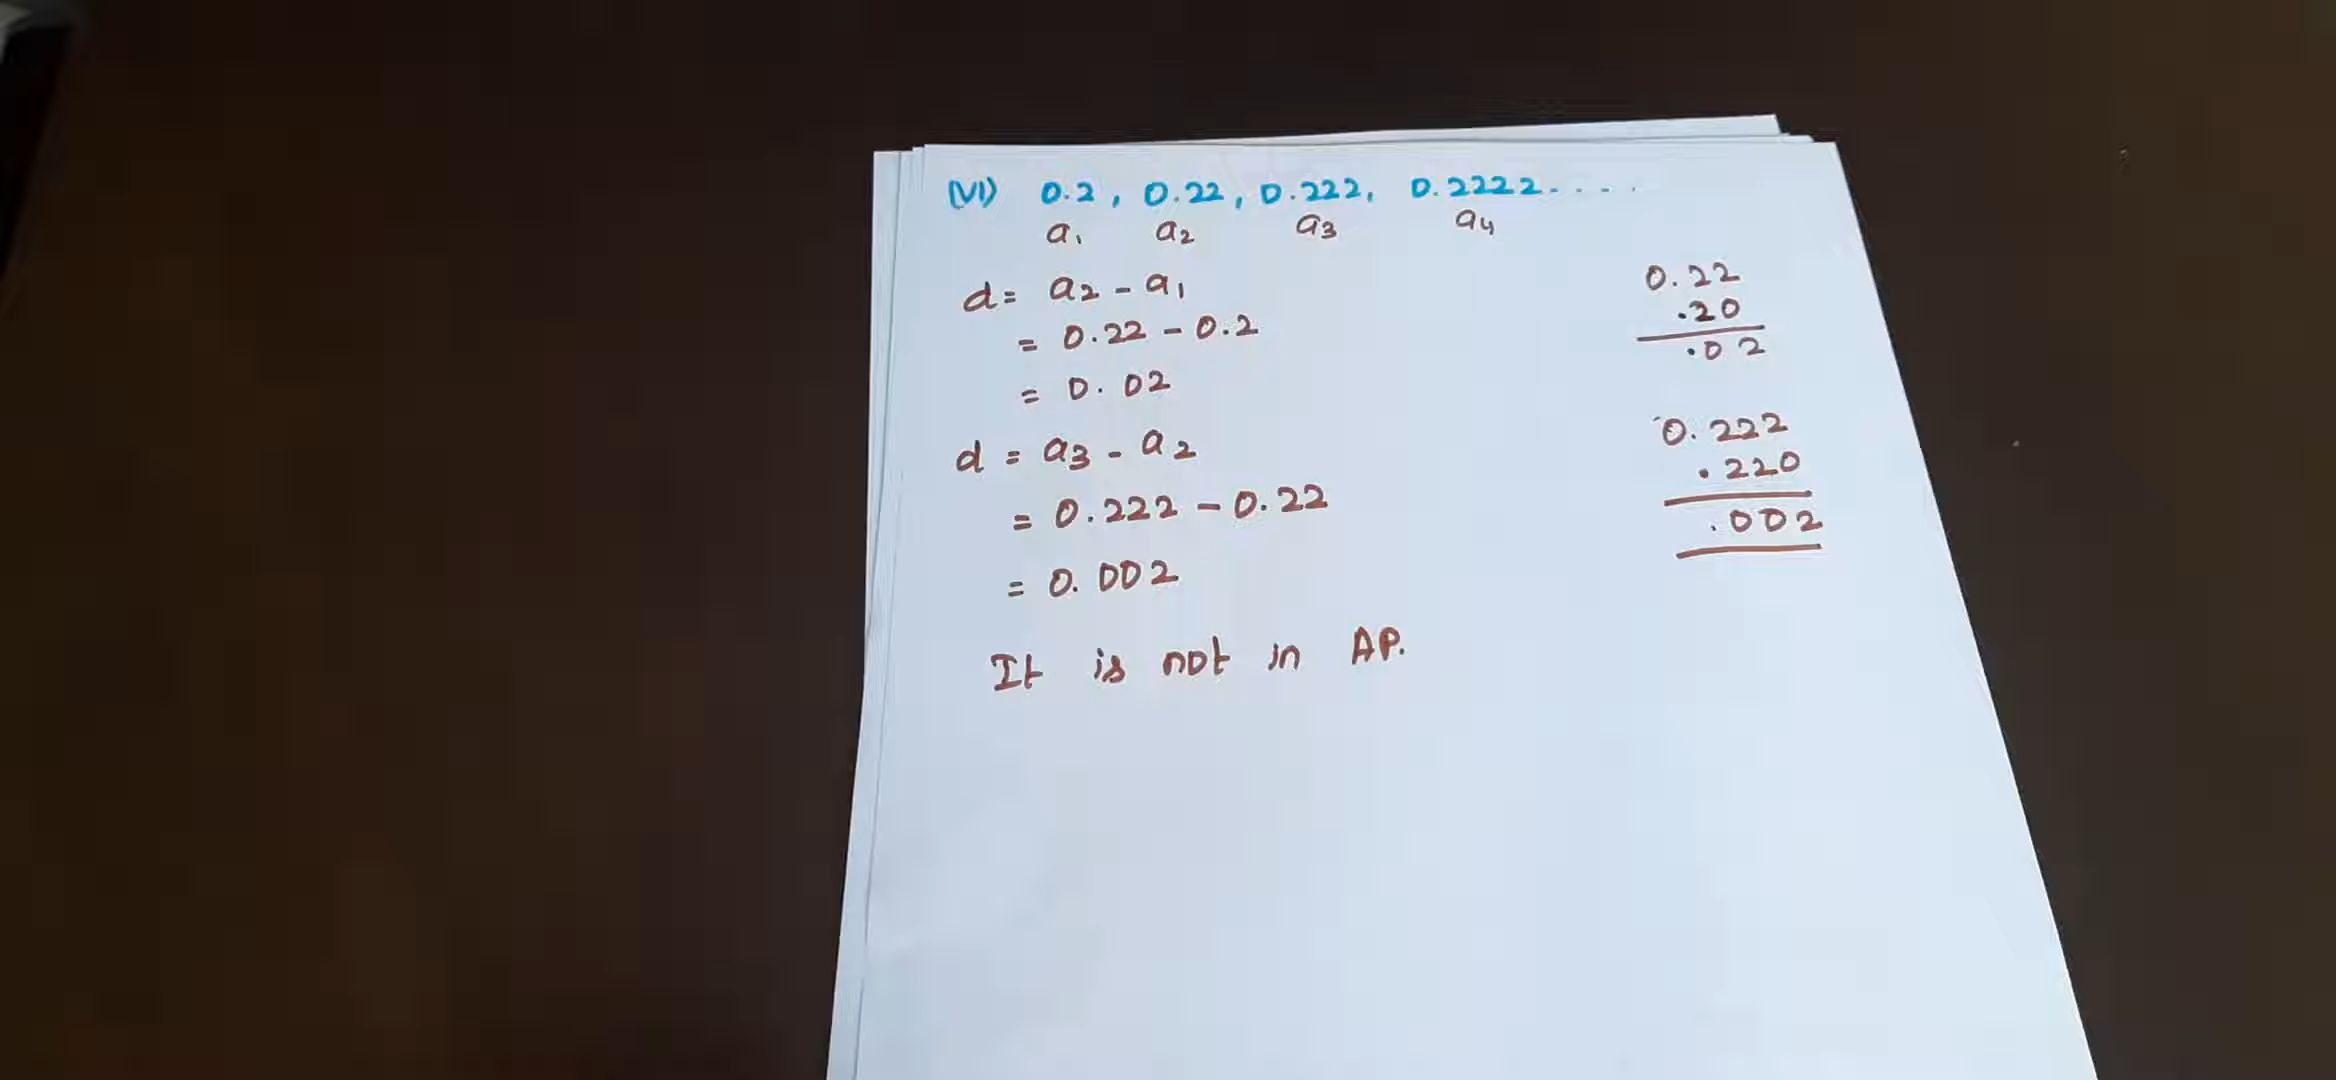 (VI) 0.2, 0.22, 0.222, 0.2222....
a₁ a₂ a₃ a₄
d = a₂ - a₁
= 0.22 - 0.2
= 0.02
d = a₃ - a₂
= 0.222 - 0.22
= 0.002
It is not in AP.
0.22
.20
.02
0.222
.220
.002